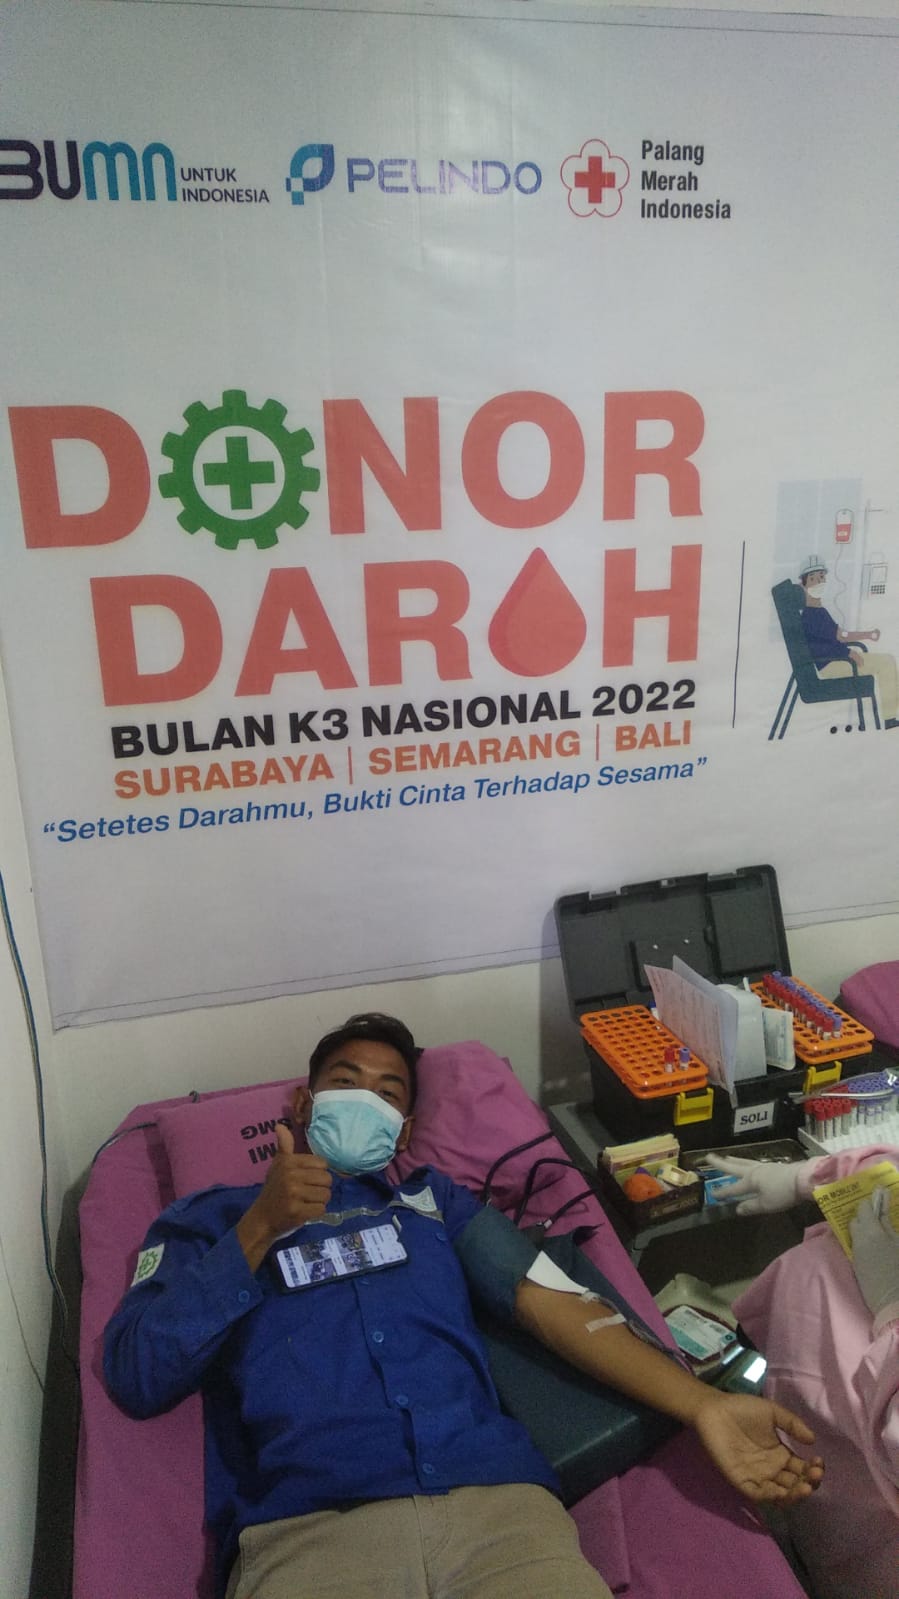 BUMN
UNTUK
INDONESIA
PELINDO
Palang
Merah
Indonesia
DONOR
DARAH
BULAN K3 NASIONAL 2022
SURABAYA | SEMARANG | BALI
“Setetes Darahmu, Bukti Cinta Terhadap Sesama”
SMG
SOLI